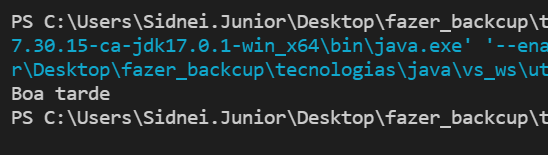 PS C:\Users\Sidnei.Junior\Desktop\fazer_backcup\t
7.30.15-ca-jdk17.0.1-win_x64\bin\java.exe' '--ena
r\Desktop\fazer_backcup\tecnologias\java\vs_ws\ut
Boa tarde
PS C:\Users\Sidnei.Junior\Desktop\fazer_backcup\t